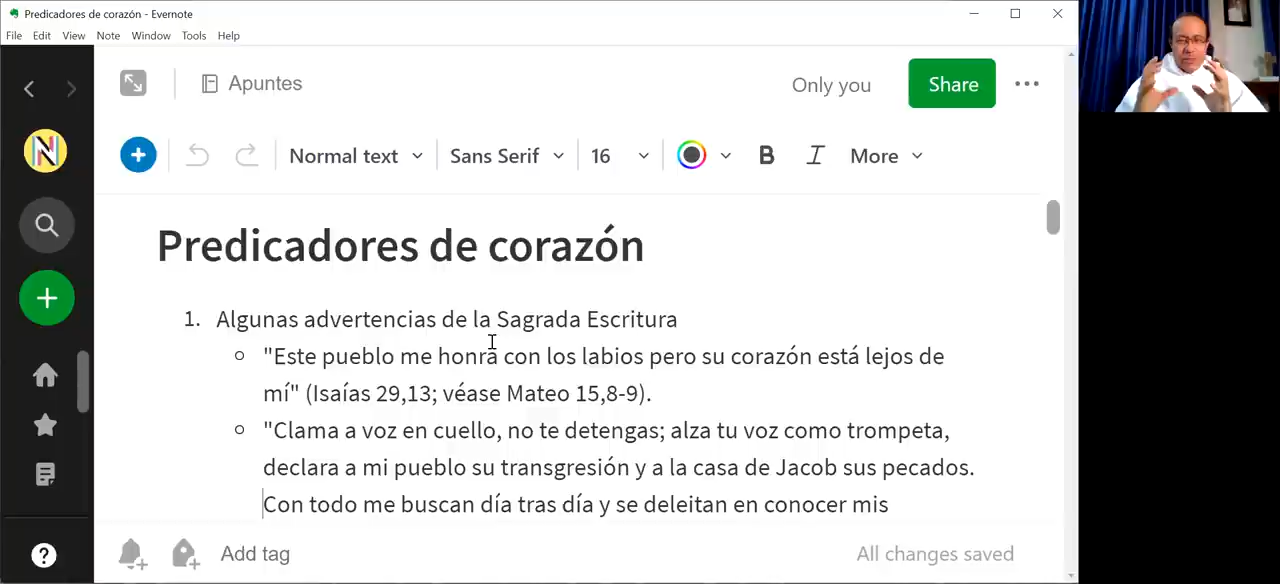 Predicadores de corazón - Evernote
File Edit View Note Window Tools Help
Apuntes
Only you
Share
Normal text
Sans Serif
16
B
I
More
N
Predicadores de corazón
1. Algunas advertencias de la Sagrada Escritura
"Este pueblo me honra con los labios pero su corazón está lejos de
mí" (Isaías 29,13; véase Mateo 15,8-9).
"Clama a voz en cuello, no te detengas; alza tu voz como trompeta,
declara a mi pueblo su transgresión y a la casa de Jacob sus pecados.
Con todo me buscan día tras día y se deleitan en conocer mis
Add tag
All changes saved